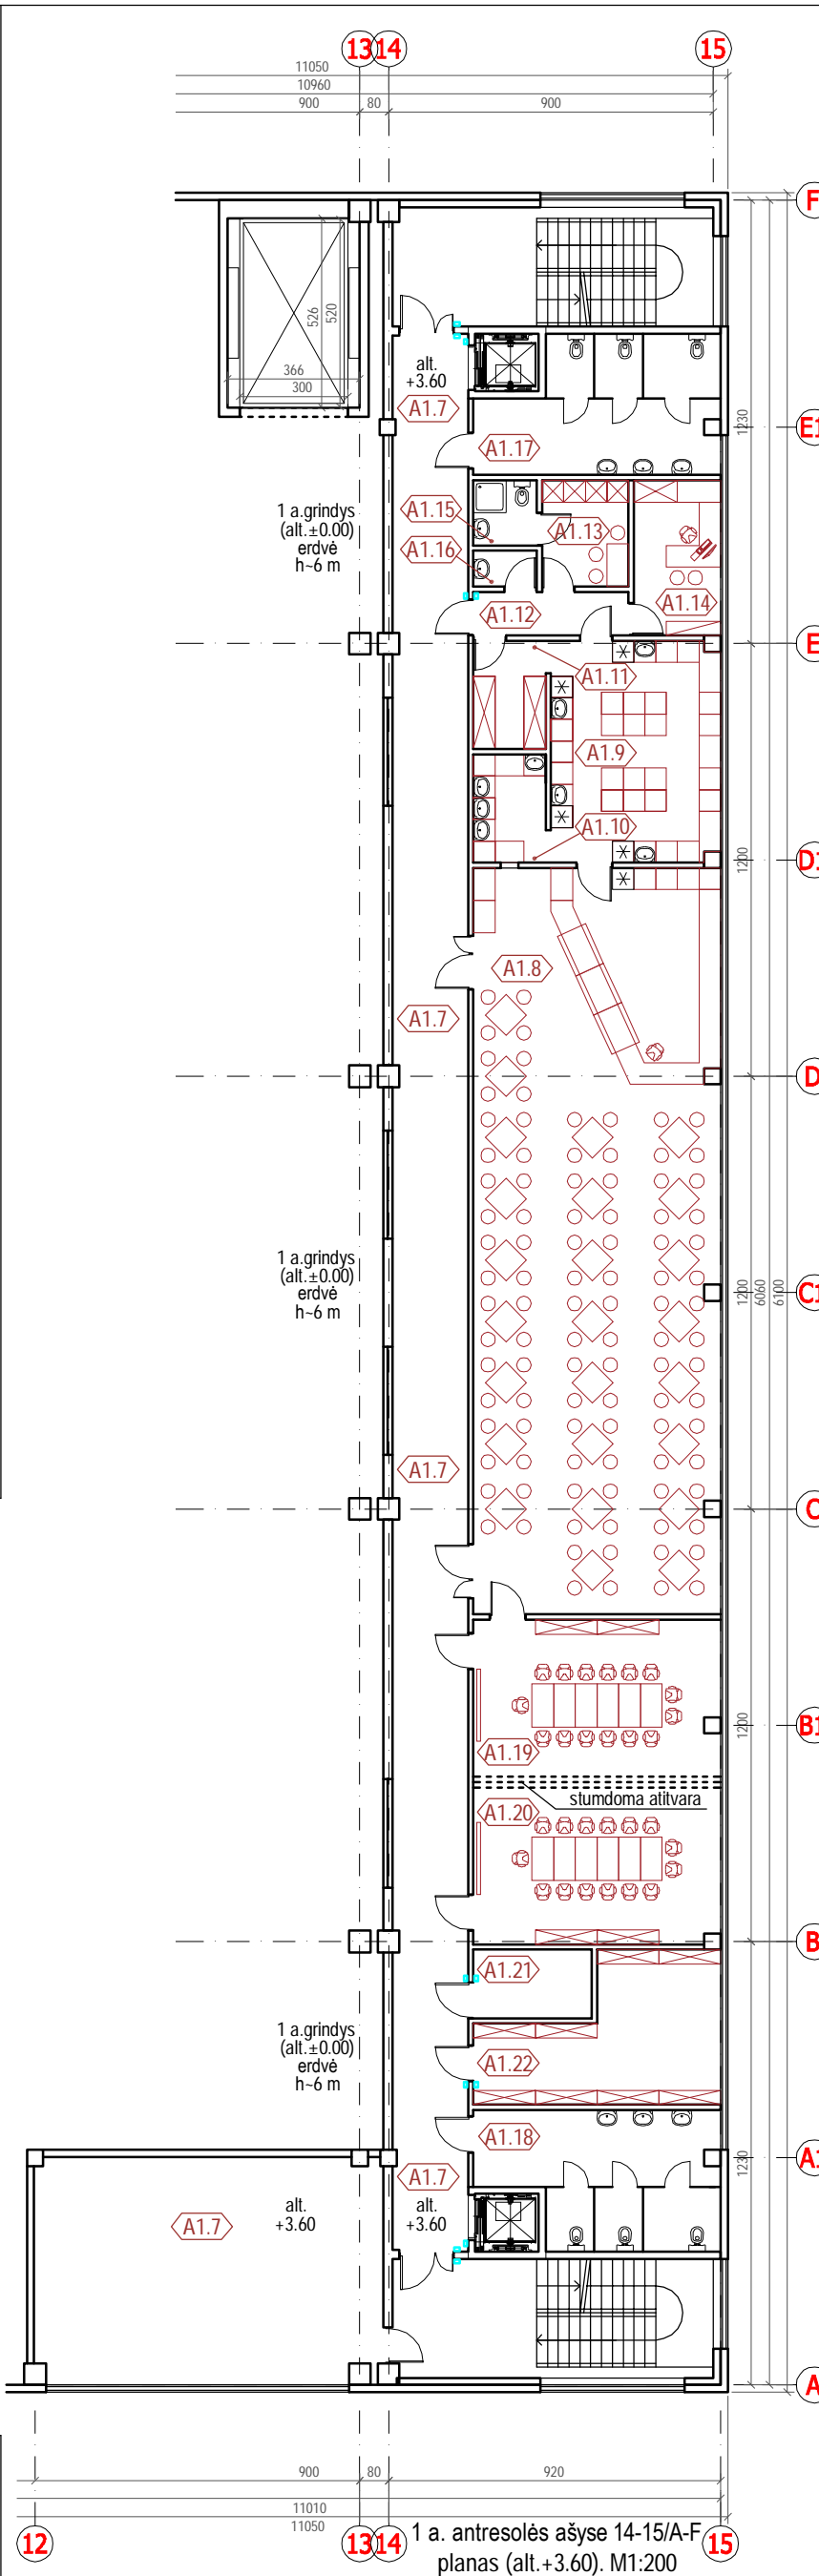 13 14 15
11050
10960
900 80 900
F
526
520
366
300
alt.
+3.60
A1.7
1230
E1
A1.17
1 a.grindys
(alt.±0.00)
erdvė
h~6 m
A1.15
A1.13
A1.16
A1.14
A1.12
E
A1.11
A1.9
A1.10
1200
D1
A1.8
A1.7
D
1 a.grindys
(alt.±0.00)
erdvė
h~6 m
1200
6060
6100
C1
A1.7
C
1200
B1
A1.19
stumdoma atitvara
A1.20
B
A1.21
1 a.grindys
(alt.±0.00)
erdvė
h~6 m
A1.22
A1.18
1230
A1
A1.7
alt.
+3.60
A1.7
alt.
+3.60
A
900 80 920
11010
11050
12 13 14 15
1 a. antresolės ašyse 14-15/A-F
planas (alt.+3.60). M1:200